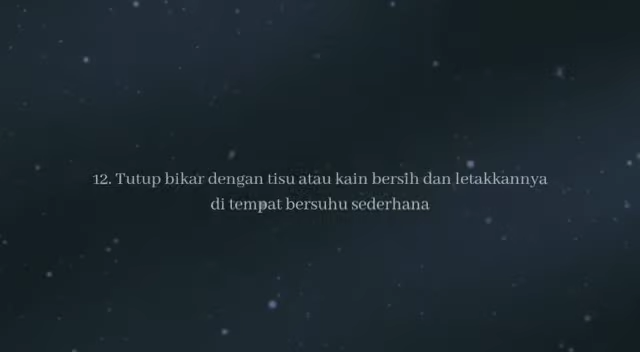 12. Tutup bikar dengan tisu atau kain bersih dan letakkannya
di tempat bersuhu sederhana